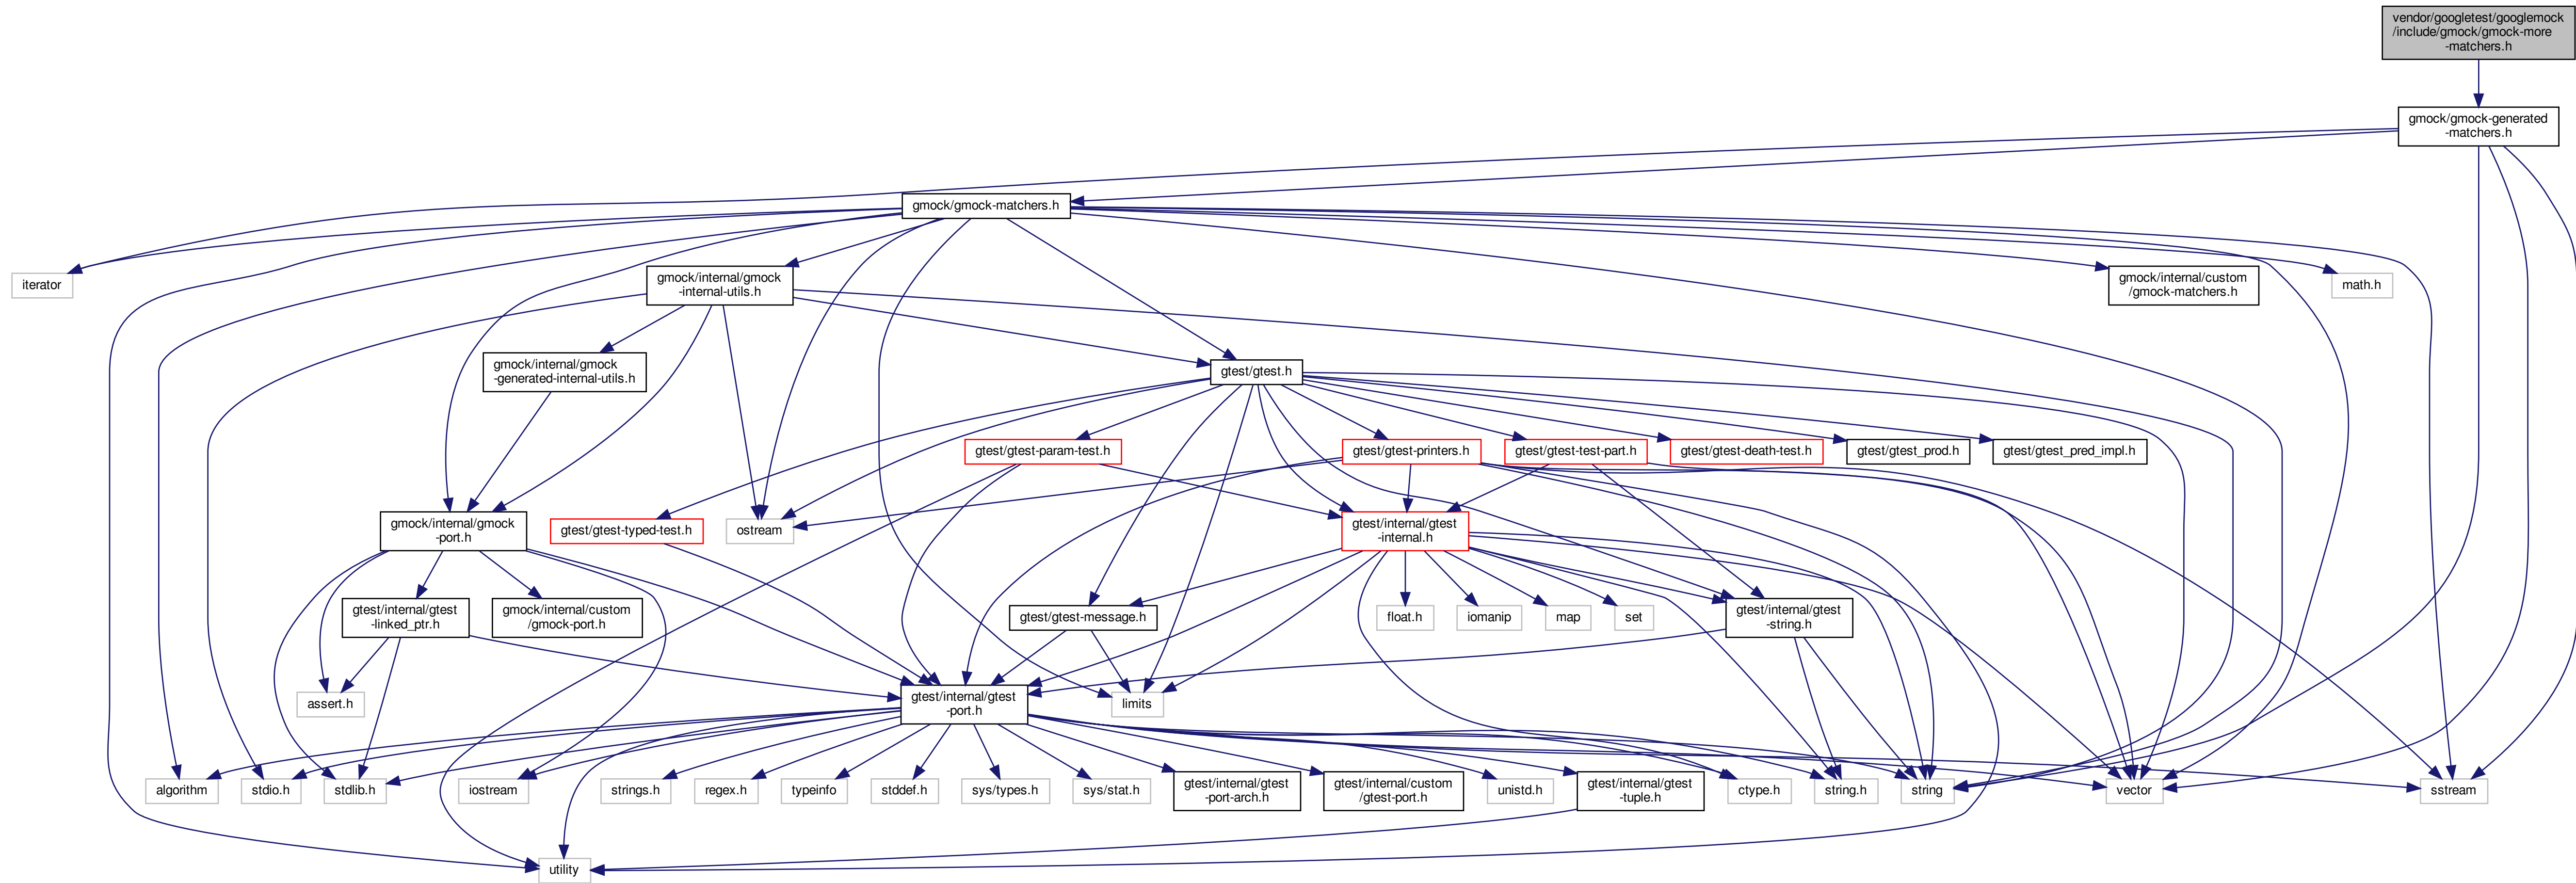 vendor/googletest/googlemock
/include/gmock/gmock-more
-matchers.h
gmock/gmock-generated
-matchers.h
gmock/gmock-matchers.h
iterator
gmock/internal/gmock
-internal-utils.h
gmock/internal/custom
/gmock-matchers.h
math.h
gmock/internal/gmock
-generated-internal-utils.h
gtest/gtest.h
gtest/gtest-param-test.h
gtest/gtest-printers.h
gtest/gtest-test-part.h
gtest/gtest-death-test.h
gtest/gtest_prod.h
gtest/gtest_pred_impl.h
gmock/internal/gmock
-port.h
gtest/gtest-typed-test.h
ostream
gtest/internal/gtest
-internal.h
gtest/internal/gtest
-linked_ptr.h
gmock/internal/custom
/gmock-port.h
gtest/gtest-message.h
float.h
iomanip
map
set
gtest/internal/gtest
-string.h
assert.h
gtest/internal/gtest
-port.h
limits
algorithm
stdio.h
stdlib.h
iostream
strings.h
regex.h
typeinfo
stddef.h
sys/types.h
sys/stat.h
gtest/internal/gtest
-port-arch.h
gtest/internal/custom
/gtest-port.h
unistd.h
gtest/internal/gtest
-tuple.h
ctype.h
string.h
string
vector
sstream
utility